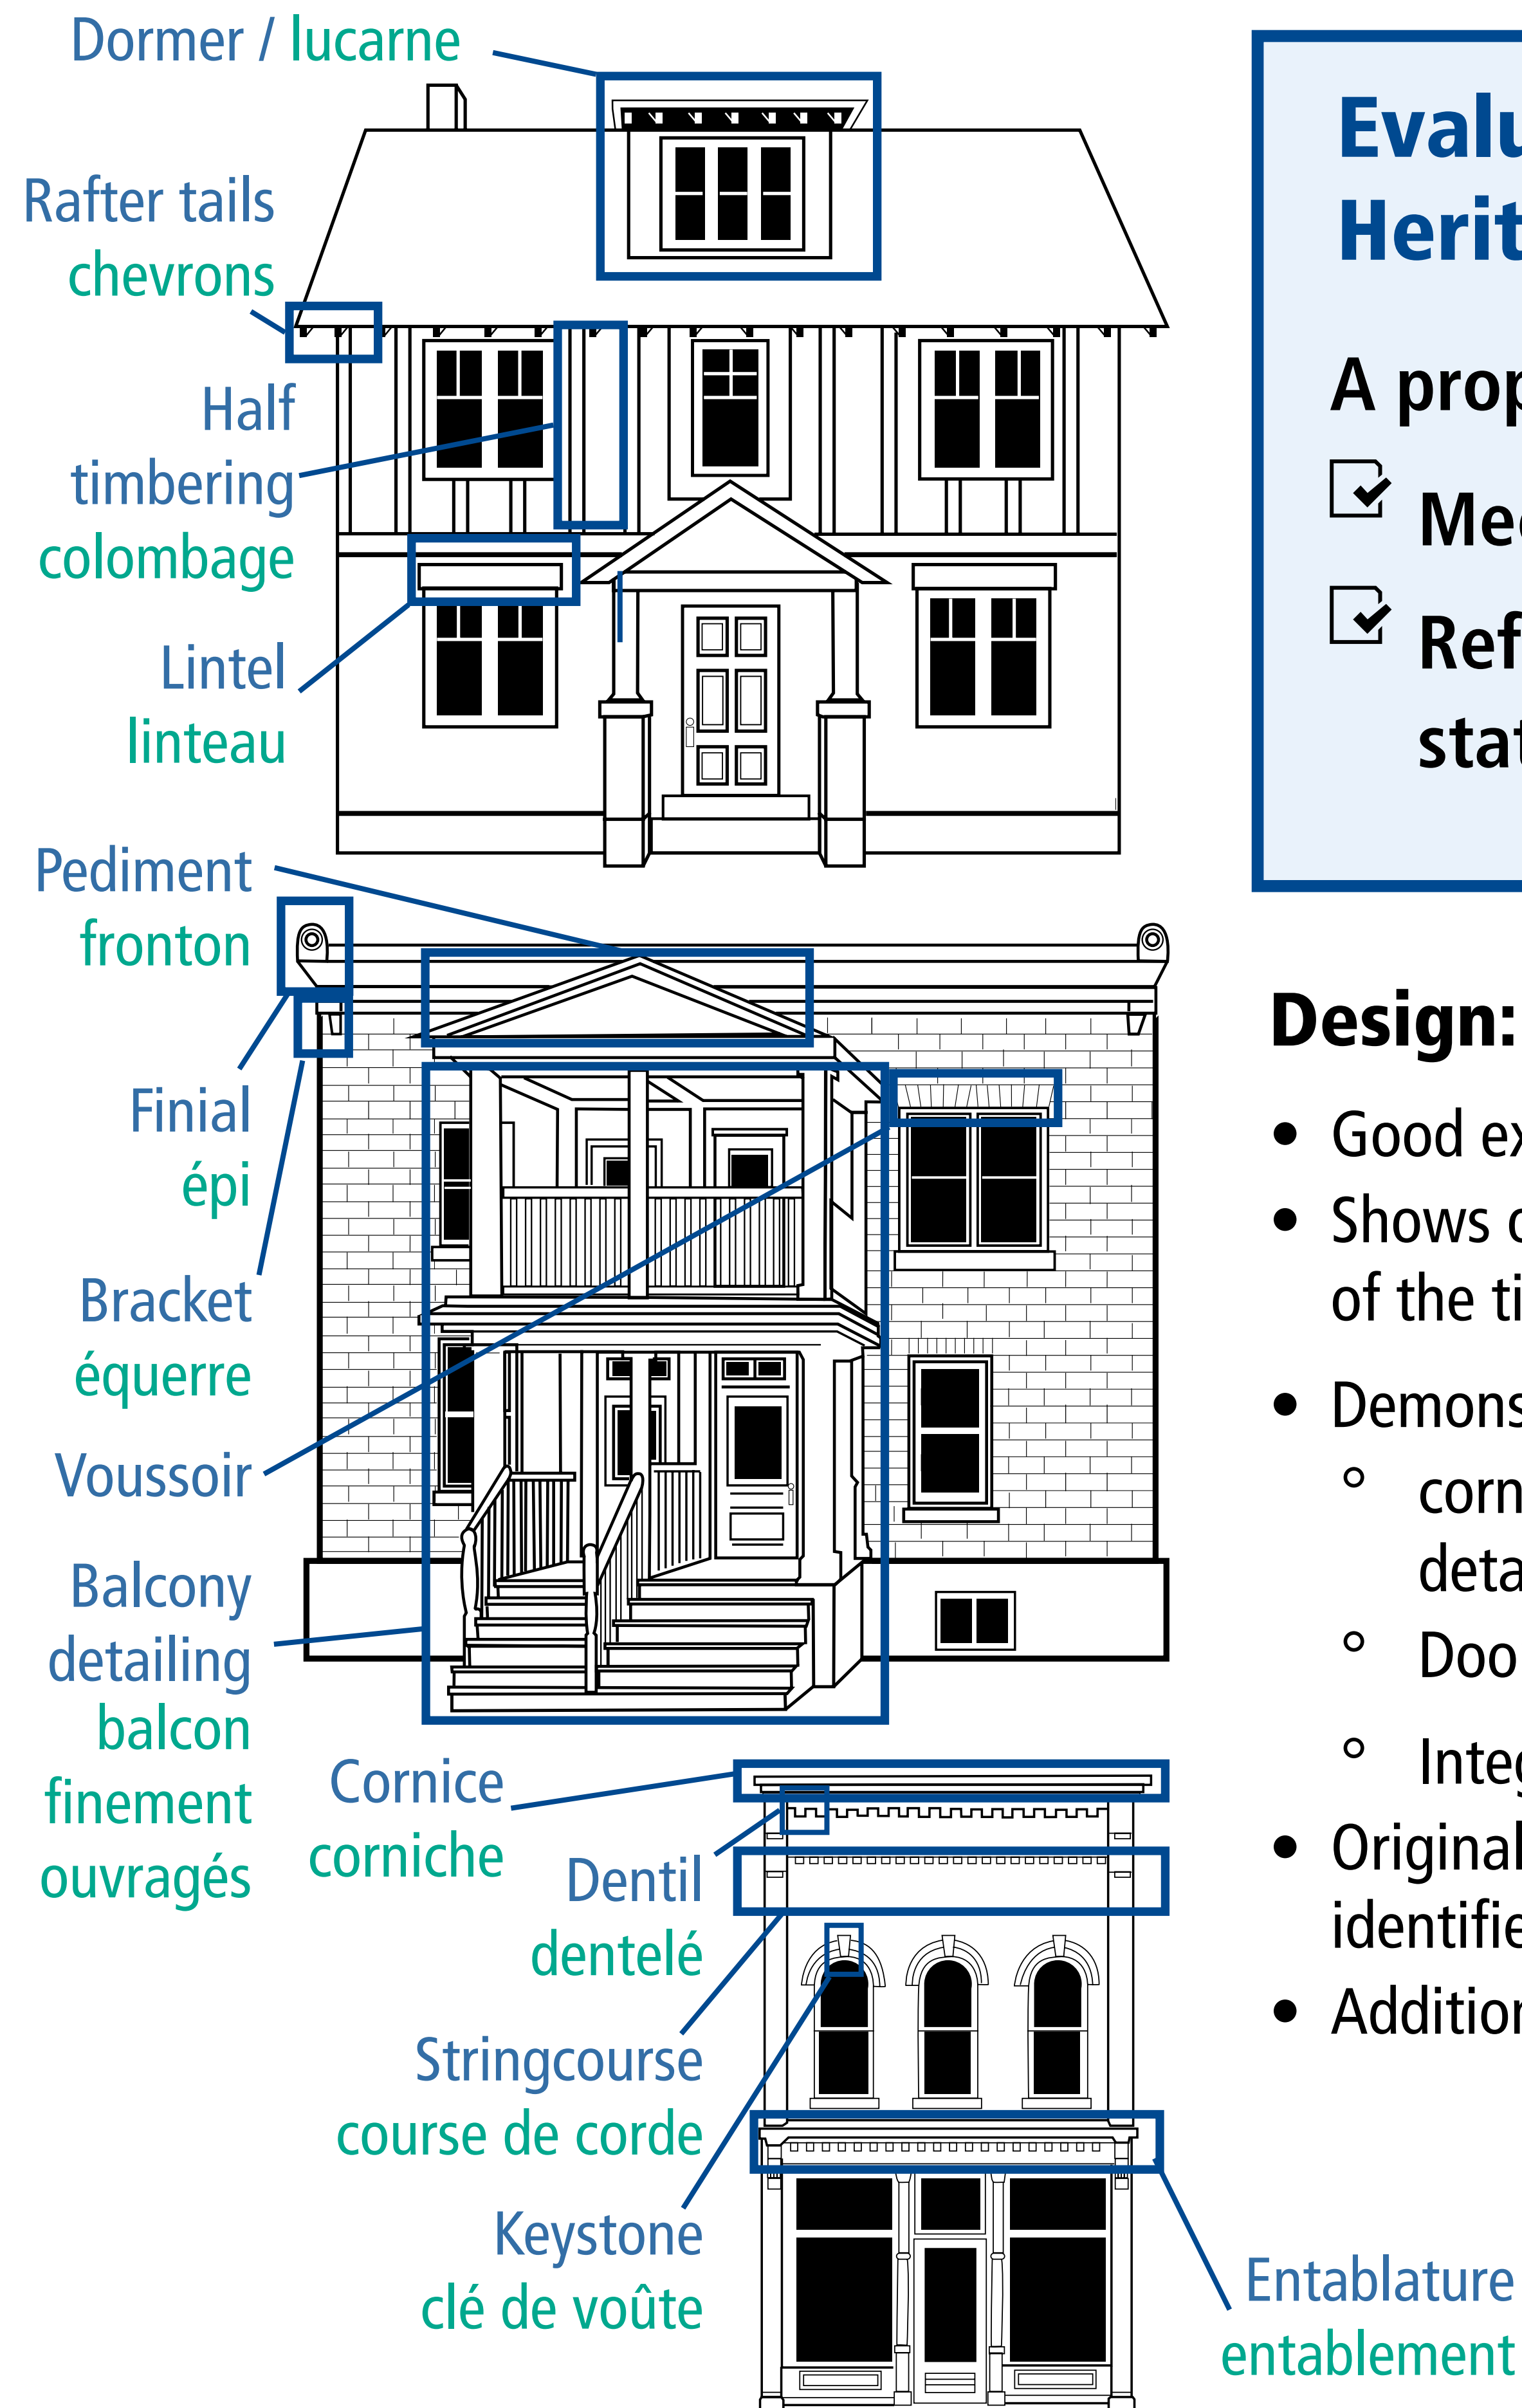 Dormer / lucarne
Rafter tails
chevrons
Half
timbering
colombage
Lintel
linteau
Pediment
fronton
Finial
épi
Bracket
équerre
Voussoir
Balcony
detailing
balcon
finement
ouvragés
Cornice
corniche
Dentil
dentelé
Stringcourse
course de corde
Keystone
clé de voûte
Entablature
entablement
Evalu
Herit
A prop
Mee
Ref
stat
Design:
• Good ex
• Shows
of the ti
• Demons
° corn
deta
° Doo
° Integ
• Original
identifie
• Addition